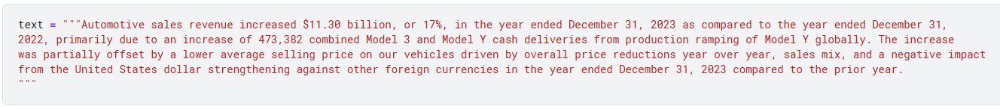 text = """Automotive sales revenue increased $11.30 billion, or 17%, in the year ended December 31, 2023 as compared to the year ended December 31,
2022, primarily due to an increase of 473,382 combined Model 3 and Model Y cash deliveries from production ramping of Model Y globally. The increase
was partially offset by a lower average selling price on our vehicles driven by overall price reductions year over year, sales mix, and a negative impact
from the United States dollar strengthening against other foreign currencies in the year ended December 31, 2023 compared to the prior year.
"""